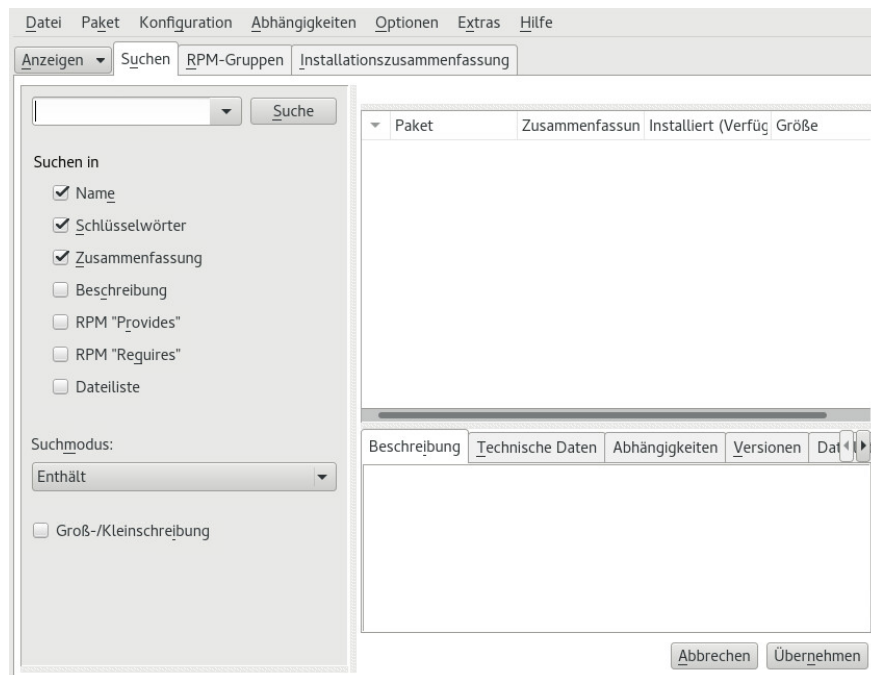 Datei Paket Konfiguration Abhängigkeiten Optionen Extras Hilfe
Anzeigen Suchen RPM-Gruppen Installationszusammenfassung
Suche
Suchen in
Name
Schlüsselwörter
Zusammenfassung
Beschreibung
RPM "Provides"
RPM "Requires"
Dateiliste
Suchmodus:
Enthält
Groß-/Kleinschreibung
Paket Zusammenfassun Installiert (Verfüg Größe
Beschreibung Technische Daten Abhängigkeiten Versionen Dat
Abbrechen Übernehmen